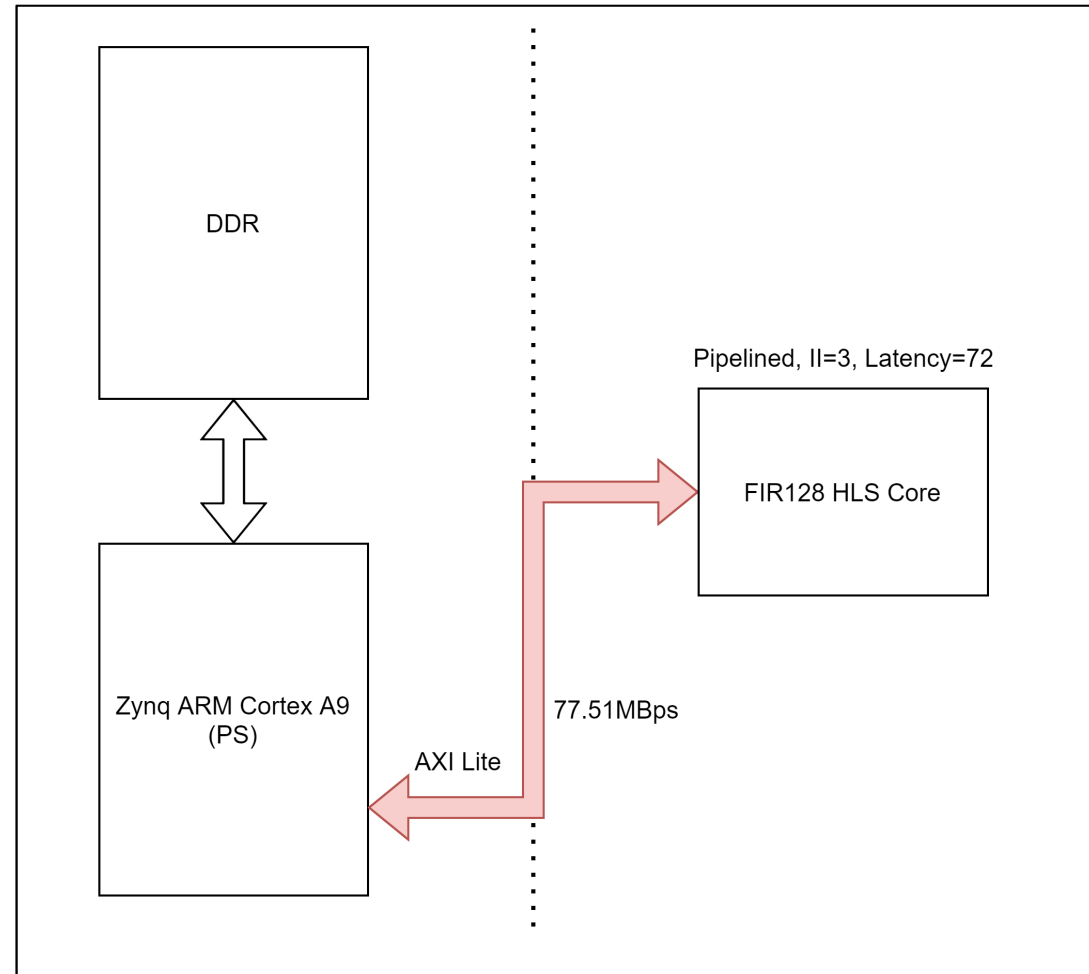 DDR
Pipelined, II=3, Latency=72
FIR128 HLS Core
Zynq ARM Cortex A9
(PS)
77.51MBps
AXI Lite